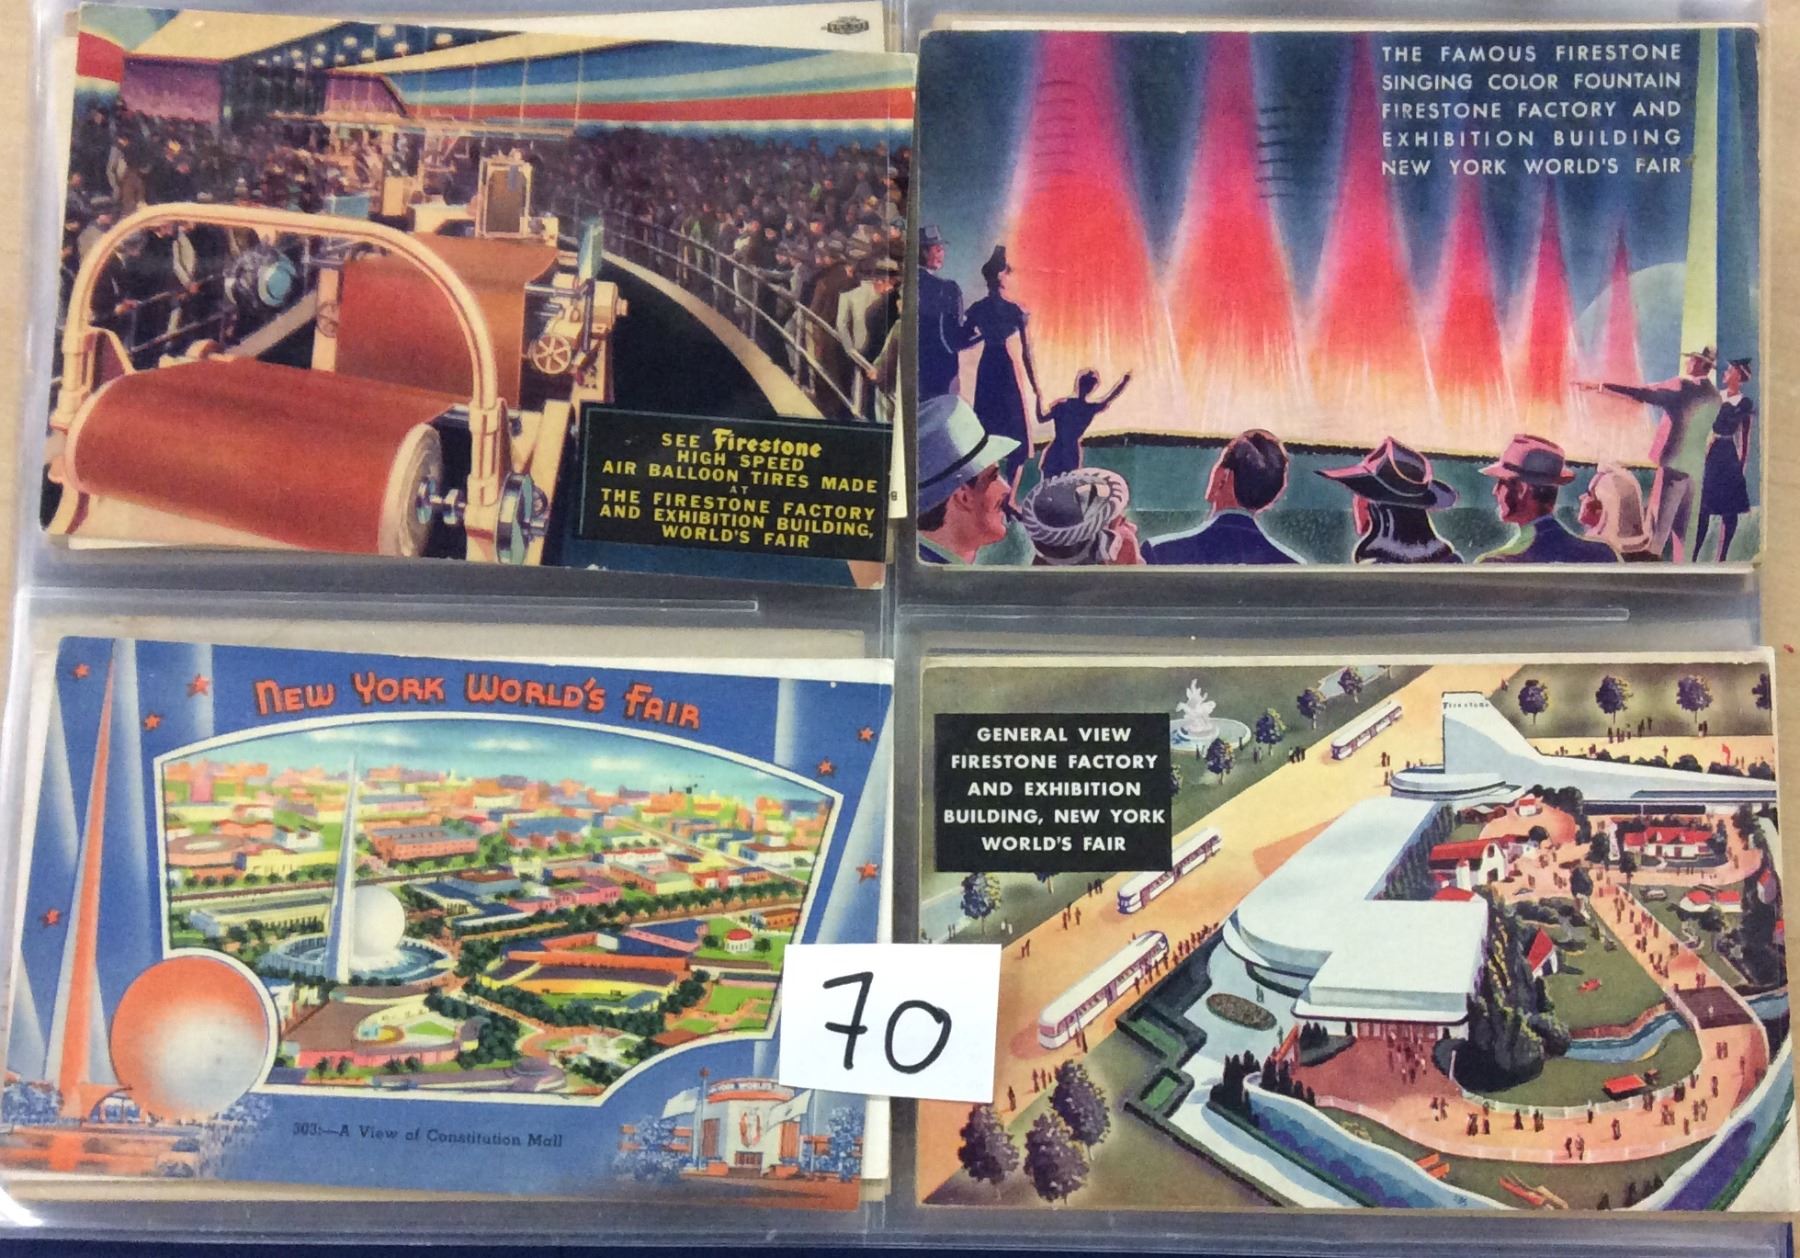 SEE Firestone
HIGH SPEED
AIR BALLOON TIRES MADE
AT
THE FIRESTONE FACTORY
AND EXHIBITION BUILDING,
WORLD'S FAIR
THE FAMOUS FIRESTONE
SINGING COLOR FOUNTAIN
FIRESTONE FACTORY AND
EXHIBITION BUILDING
NEW YORK WORLD'S FAIR
NEW YORK WORLD'S FAIR
303:—A View of Constitution Mall
GENERAL VIEW
FIRESTONE FACTORY
AND EXHIBITION
BUILDING, NEW YORK
WORLD'S FAIR
Firestone
70